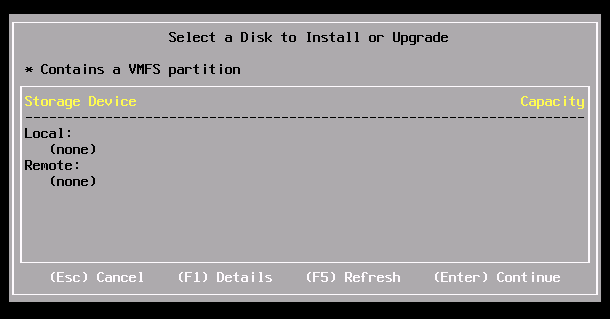 Select a Disk to Install or Upgrade
* Contains a VMFS partition
Storage Device Capacity
--------------------------------------------------------------------
Local:
(none)
Remote:
(none)
(Esc) Cancel (F1) Details (F5) Refresh (Enter) Continue